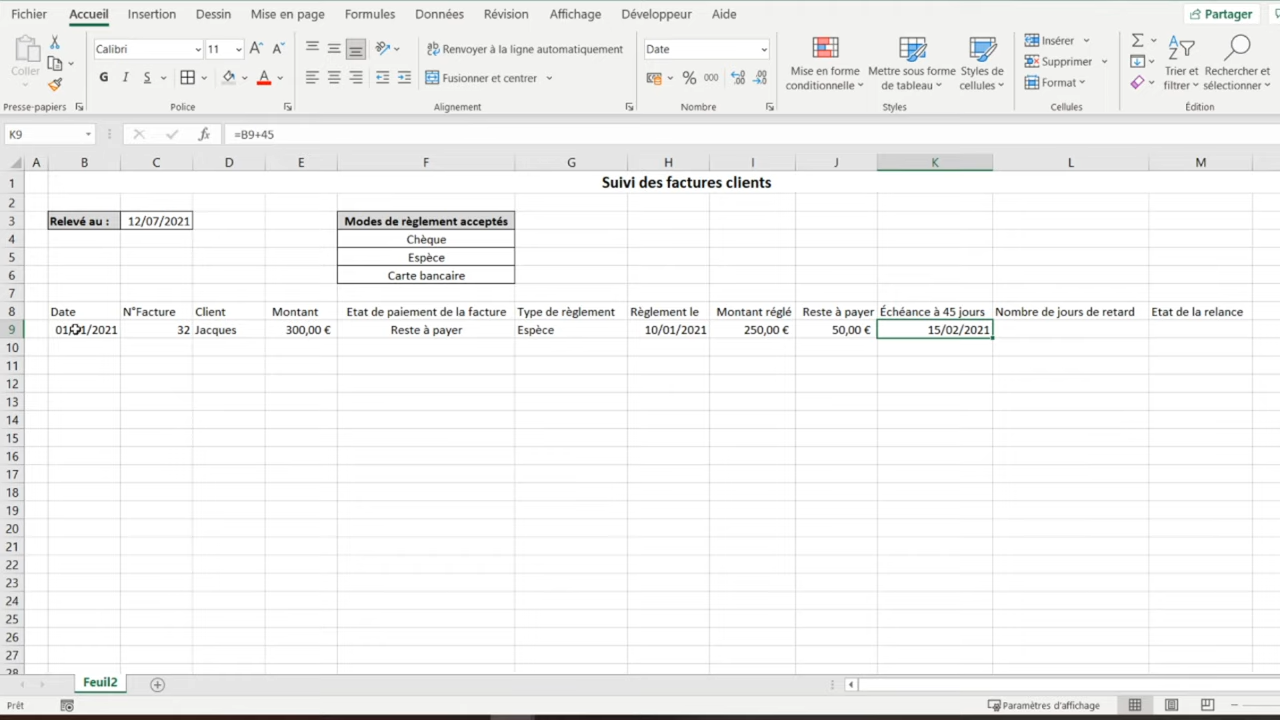 Fichier Accueil Insertion Dessin Mise en page Formules Données Révision Affichage Développeur Aide Partager
Coller
Calibri 11
Renvoyer à la ligne automatiquement
Date
G I S A
Fusionner et centrer
% 000
Mise en forme conditionnelle
Mettre sous forme de tableau
Styles de cellules
Insérer
Supprimer
Format
Trier et filtrer
Rechercher et sélectionner
Presse-papiers Police Alignement Nombre Styles Cellules Édition
K9 fx =B9+45
A B C D E F G H I J K L M
1 Suivi des factures clients
2
3 Relevé au : 12/07/2021 Modes de règlement acceptés
4 Chèque
5 Espèce
6 Carte bancaire
7
8 Date N°Facture Client Montant Etat de paiement de la facture Type de règlement Règlement le Montant réglé Reste à payer Échéance à 45 jours Nombre de jours de retard Etat de la relance
9 01/01/2021 32 Jacques 300,00 € Reste à payer Espèce 10/01/2021 250,00 € 50,00 € 15/02/2021
10
11
12
13
14
15
16
17
18
19
20
21
22
23
24
25
26
27
28
Feuil2
Prêt Paramètres d'affichage